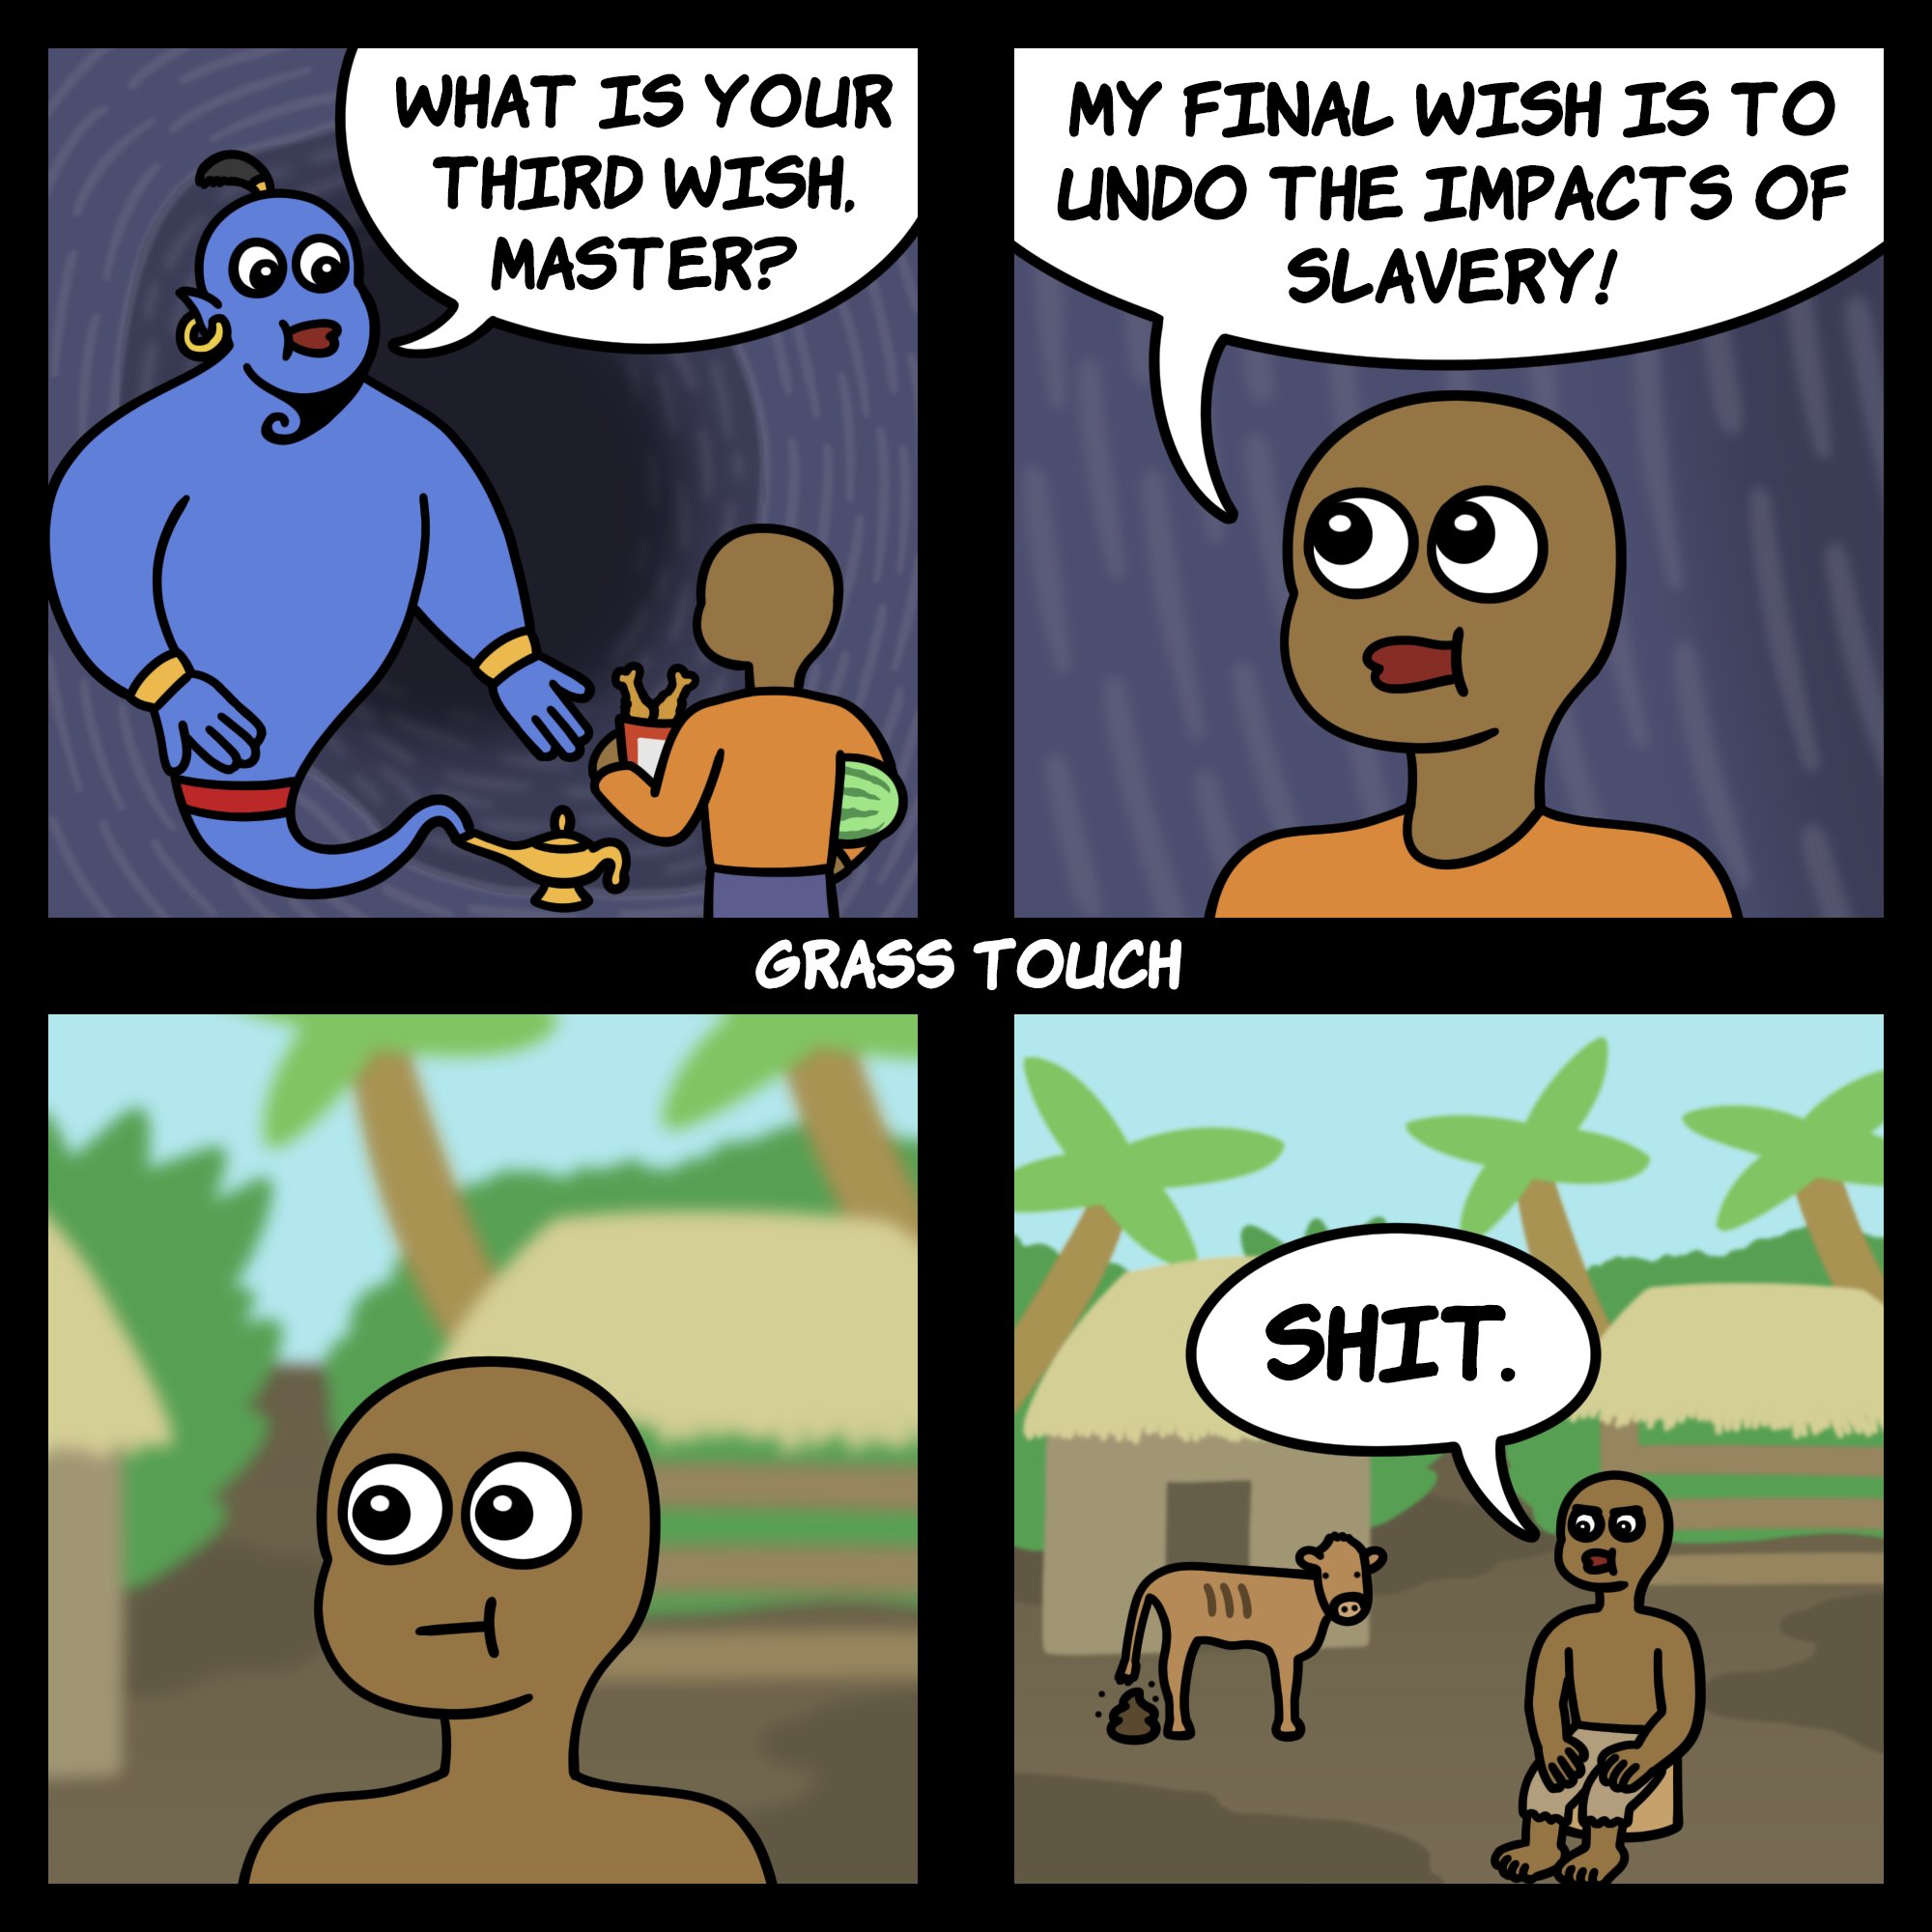 WHAT IS YOUR
THIRD WISH,
MASTER?
MY FINAL WISH IS TO
UNDO THE IMPACTS OF
SLAVERY!
GRASS TOUCH
SHIT.